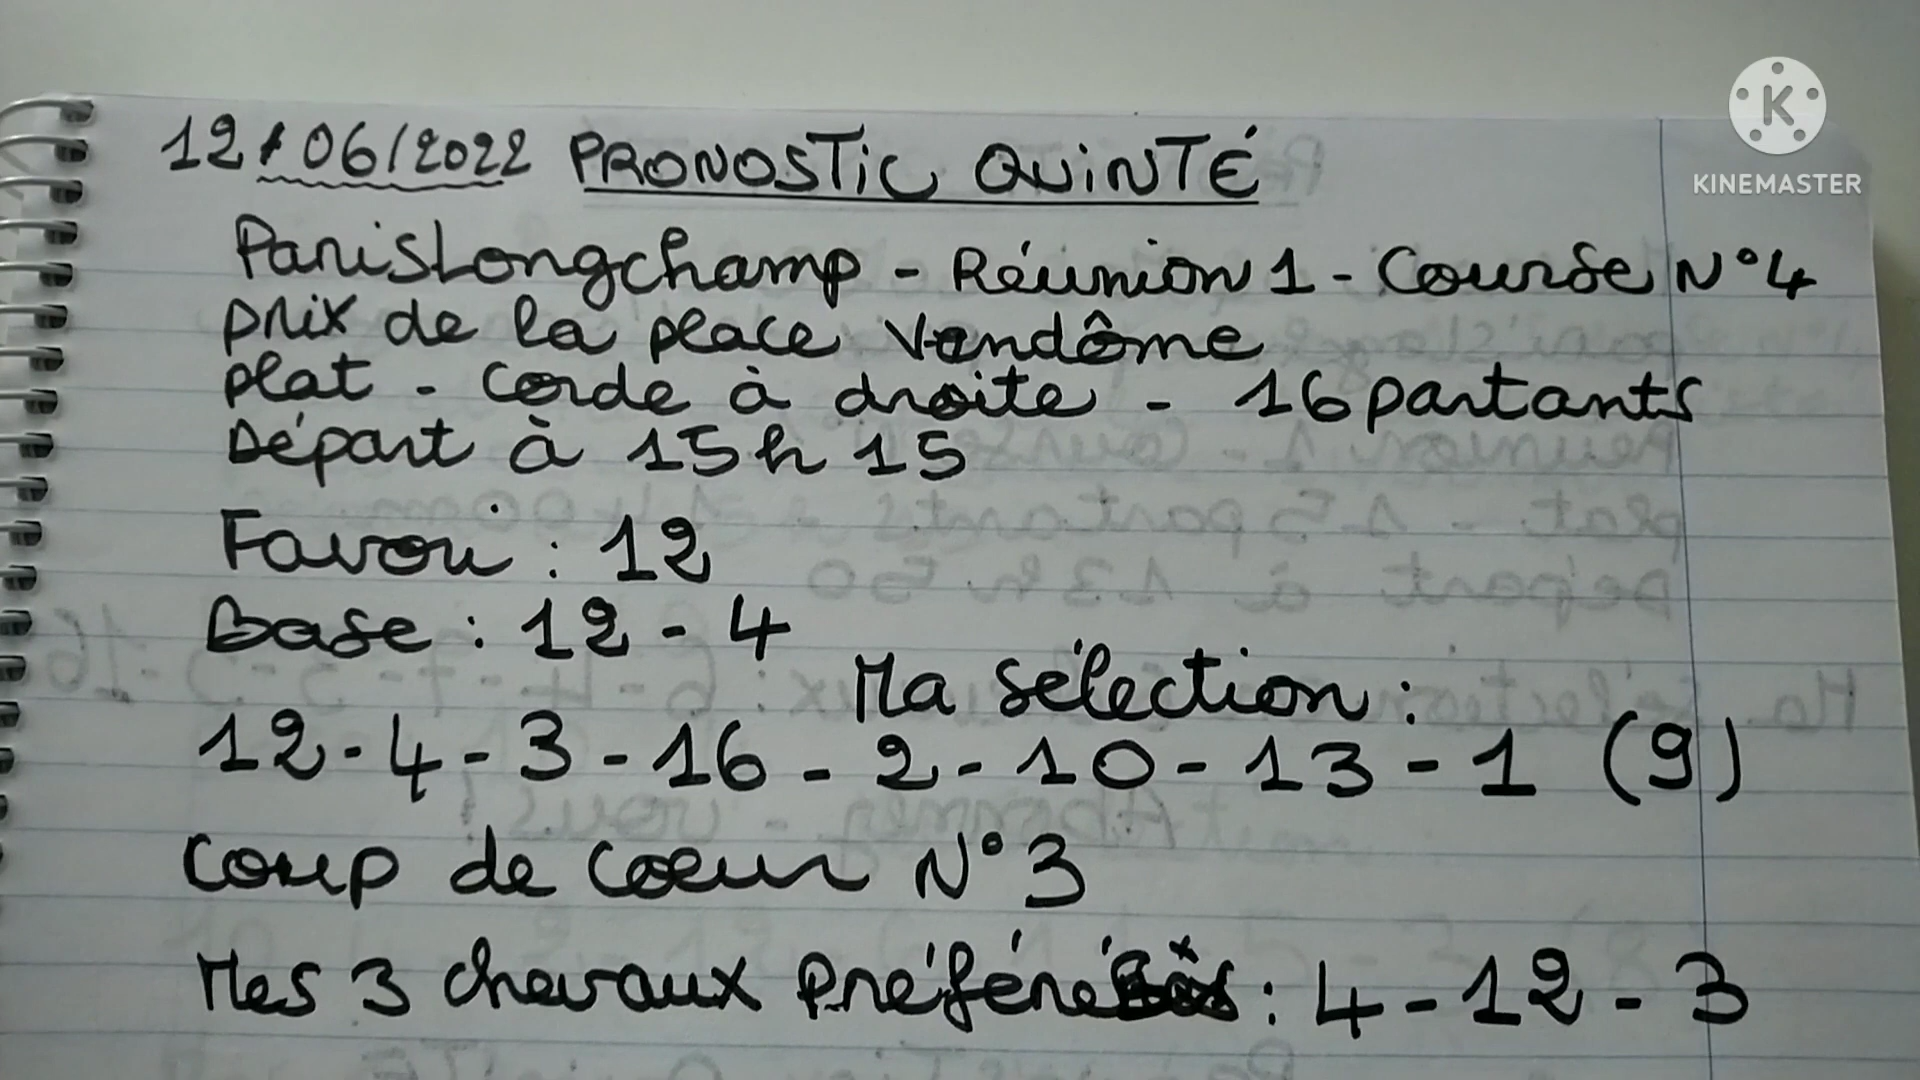 12/06/2022 PRONOSTIC QUINTÉ
KINEMASTER
ParisLongchamp - Réunion 1 - Course N°4
prix de la place Vendôme
plat - corde à droite - 16 partants
Départ à 15h15
Favori : 12
Base : 12 - 4
Ma sélection :
12 - 4 - 3 - 16 - 2 - 10 - 13 - 1 (9)
Coup de coeur N°3
Mes 3 chevaux préférés : 4 - 12 - 3